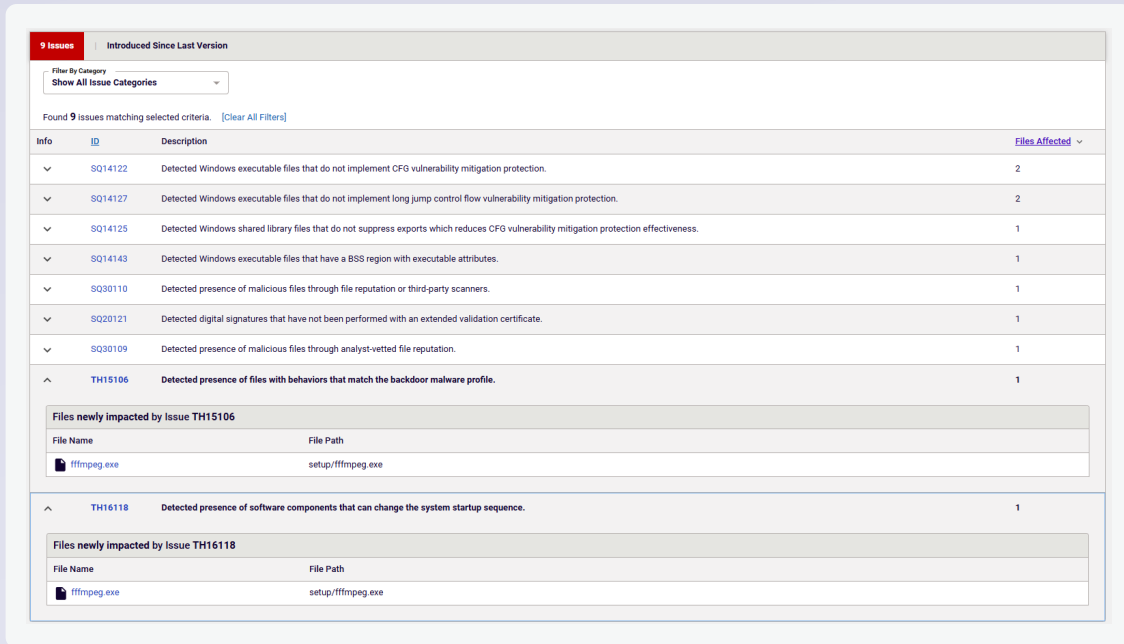 9 Issues | Introduced Since Last Version
Filter By Category
Show All Issue Categories
Found 9 issues matching selected criteria. [Clear All Filters]
Info ID Description Files Affected
SQ14122 Detected Windows executable files that do not implement CFG vulnerability mitigation protection. 2
SQ14127 Detected Windows executable files that do not implement long jump control flow vulnerability mitigation protection. 2
SQ14125 Detected Windows shared library files that do not suppress exports which reduces CFG vulnerability mitigation protection effectiveness. 1
SQ14143 Detected Windows executable files that have a BSS region with executable attributes. 1
SQ30110 Detected presence of malicious files through file reputation or third-party scanners. 1
SQ20121 Detected digital signatures that have not been performed with an extended validation certificate. 1
SQ30109 Detected presence of malicious files through analyst-vetted file reputation. 1
TH15106 Detected presence of files with behaviors that match the backdoor malware profile. 1
Files newly impacted by Issue TH15106
File Name File Path
fffmpeg.exe setup/fffmpeg.exe
TH16118 Detected presence of software components that can change the system startup sequence. 1
Files newly impacted by Issue TH16118
File Name File Path
fffmpeg.exe setup/fffmpeg.exe